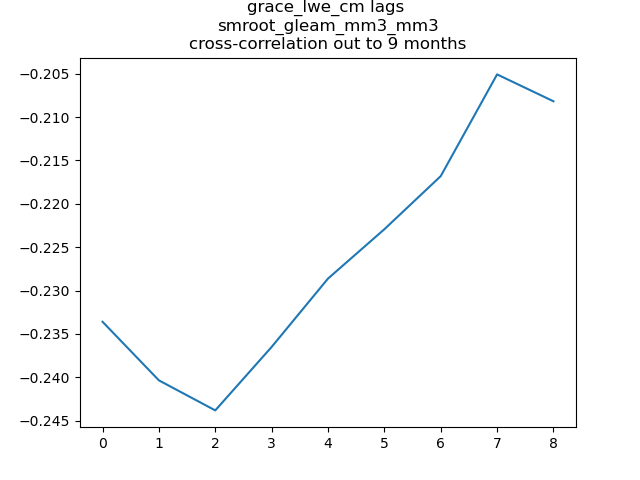 grace_lwe_cm lags
smroot_gleam_mm3_mm3
cross-correlation out to 9 months
−0.205
−0.210
−0.215
−0.220
−0.225
−0.230
−0.235
−0.240
−0.245
0 1 2 3 4 5 6 7 8